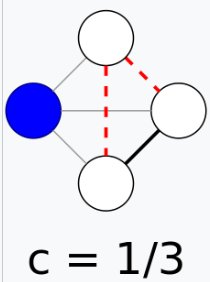 c = 1/3